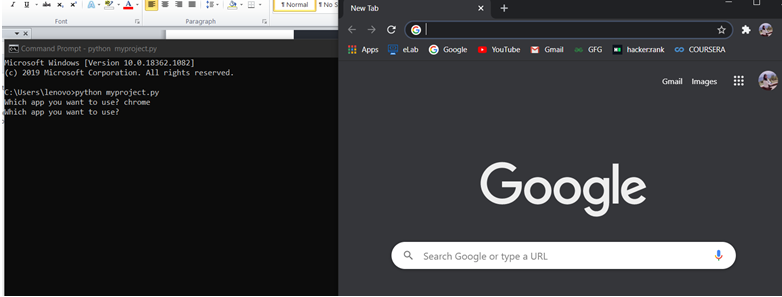 Normal
No S
Font
Paragraph
Command Prompt - python  myproject.py
Microsoft Windows [Version 10.0.18362.1082]
(c) 2019 Microsoft Corporation. All rights reserved.
C:\Users\lenovo>python myproject.py
Which app you want to use? chrome
Which app you want to use?
New Tab
Apps eLab Google YouTube Gmail GFG hackerrank COURSERA
Gmail Images
Google
Search Google or type a URL